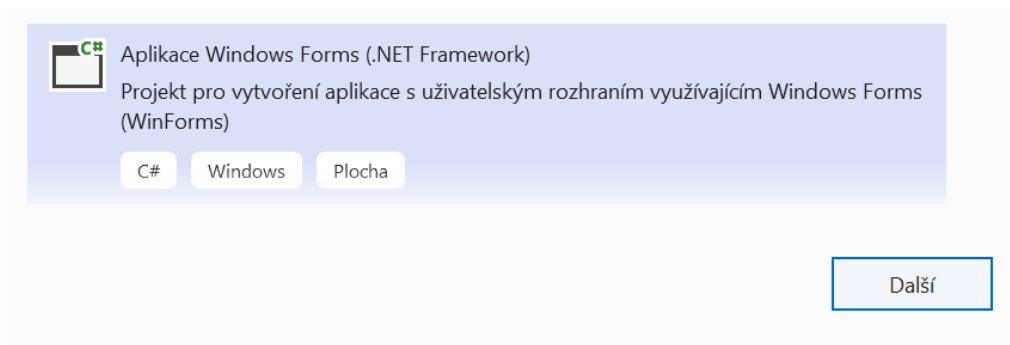 C#
Aplikace Windows Forms (.NET Framework)
Projekt pro vytvoření aplikace s uživatelským rozhraním využívajícím Windows Forms
(WinForms)
C# Windows Plocha
Další